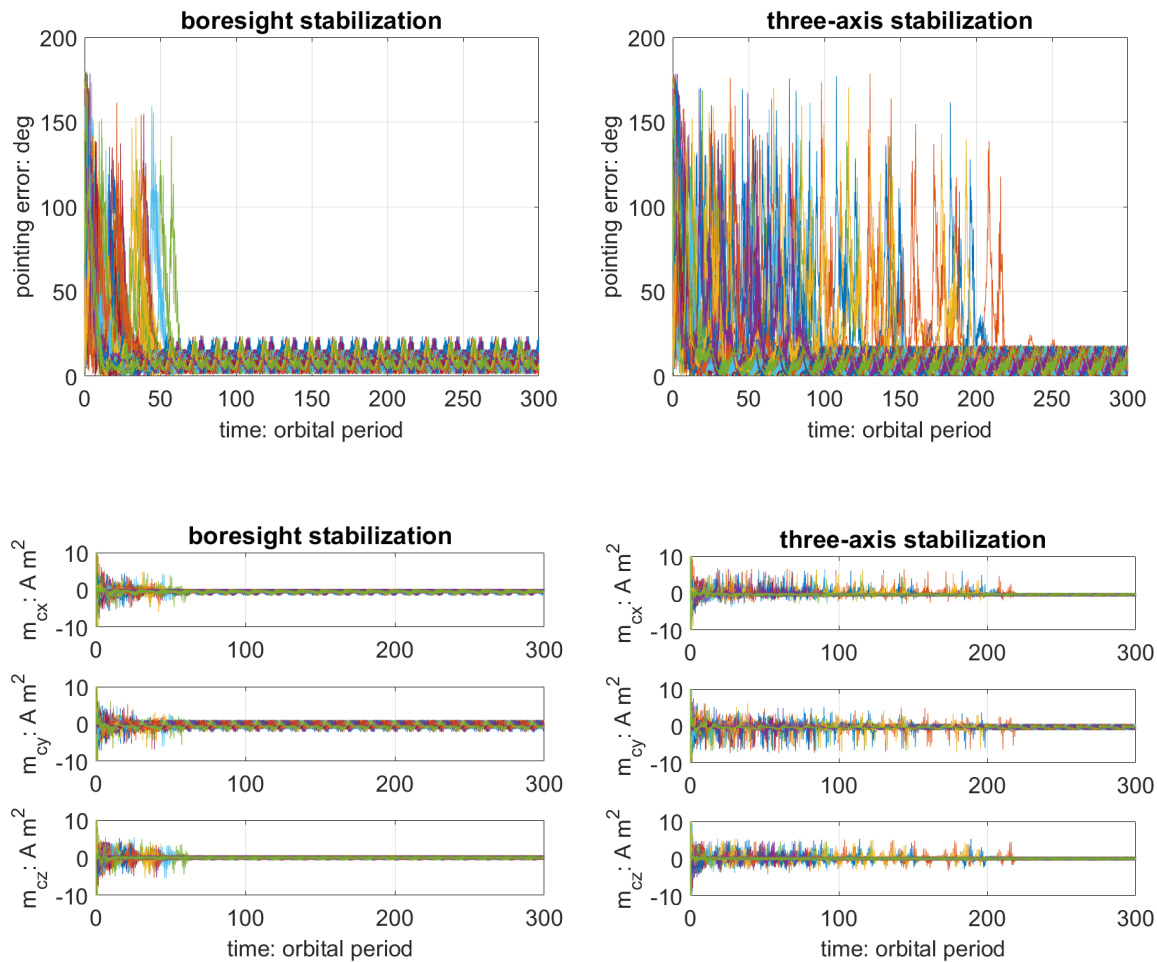 boresight stabilization
200
150
100
50
0
pointing error: deg
0 50 100 150 200 250 300
time: orbital period
three-axis stabilization
200
150
100
50
0
pointing error: deg
0 50 100 150 200 250 300
time: orbital period
boresight stabilization
10
0
-10
m_cx: A m^2
0 100 200 300
10
0
-10
m_cy: A m^2
0 100 200 300
10
0
-10
m_cz: A m^2
0 100 200 300
time: orbital period
three-axis stabilization
10
0
-10
m_cx: A m^2
0 100 200 300
10
0
-10
m_cy: A m^2
0 100 200 300
10
0
-10
m_cz: A m^2
0 100 200 300
time: orbital period